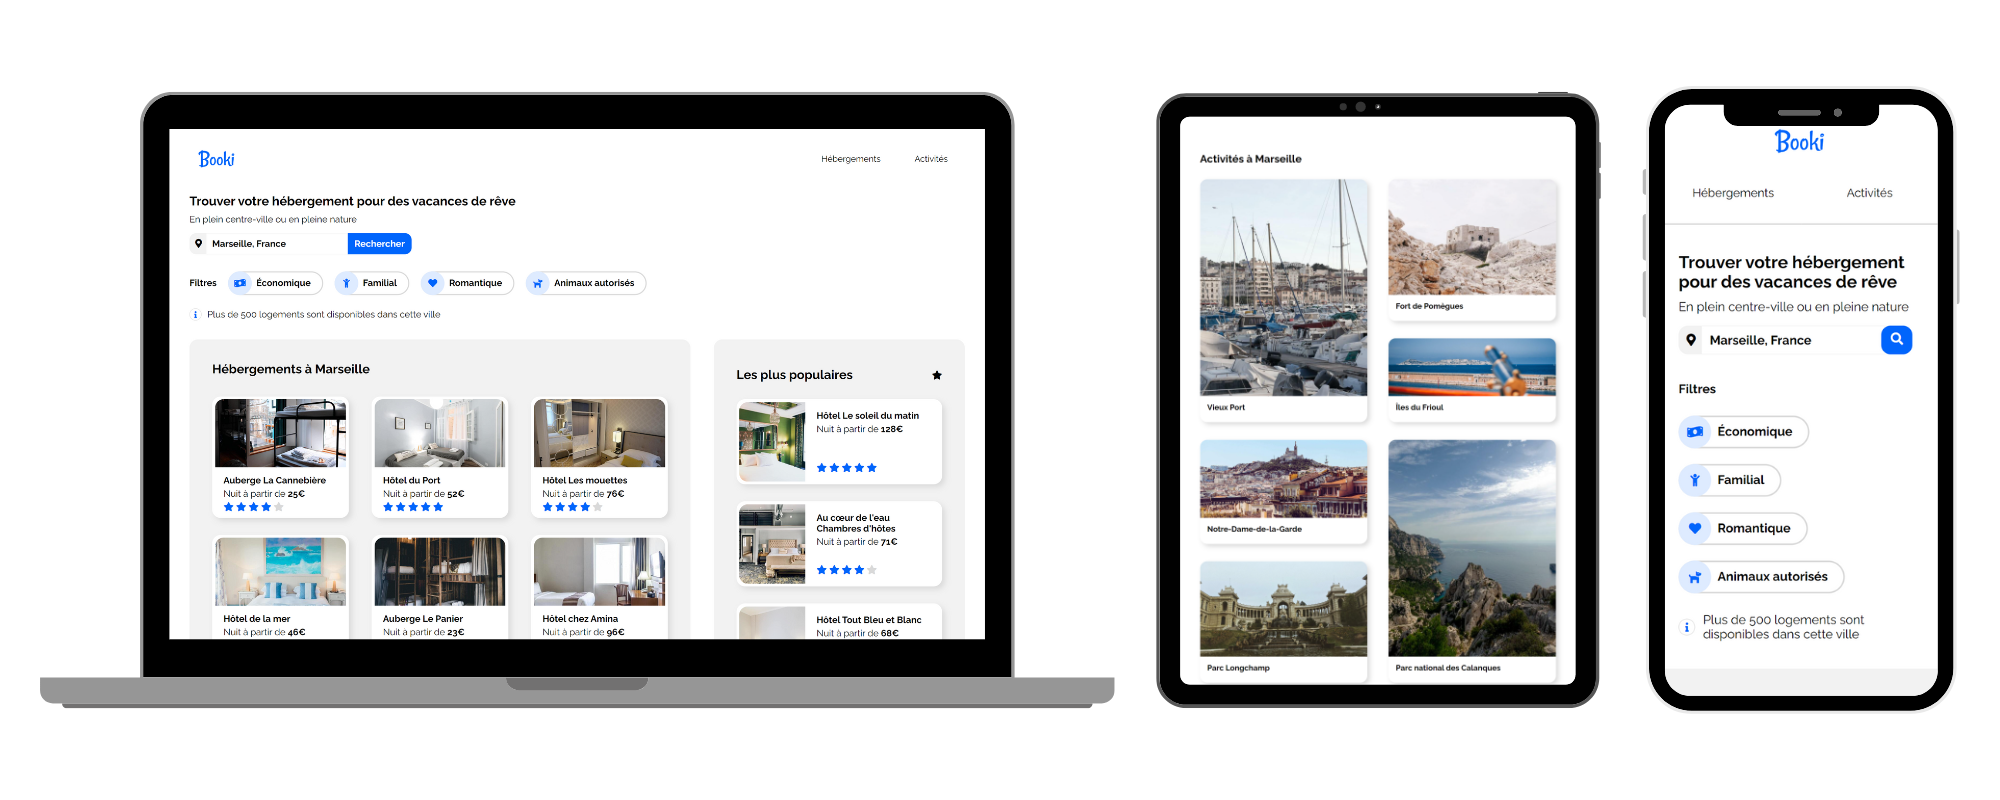 Booki
Hébergements
Activités
Trouver votre hébergement pour des vacances de rêve
En plein centre-ville ou en pleine nature
Marseille, France
Rechercher
Filtres
Économique
Familial
Romantique
Animaux autorisés
Plus de 500 logements sont disponibles dans cette ville
Hébergements à Marseille
Auberge La Cannebière
Nuit à partir de 25€
Hôtel du Port
Nuit à partir de 52€
Hôtel Les mouettes
Nuit à partir de 76€
Hôtel de la mer
Nuit à partir de 46€
Auberge Le Panier
Nuit à partir de 23€
Hôtel chez Amina
Nuit à partir de 96€
Les plus populaires
Hôtel Le soleil du matin
Nuit à partir de 128€
Au cœur de l'eau
Chambres d'hôtes
Nuit à partir de 71€
Hôtel Tout Bleu et Blanc
Nuit à partir de 68€
Activités à Marseille
Vieux Port
Fort de Pomègues
Îles du Frioul
Notre-Dame-de-la-Garde
Parc Longchamp
Parc national des Calanques
Booki
Hébergements
Activités
Trouver votre hébergement
pour des vacances de rêve
En plein centre-ville ou en pleine nature
Marseille, France
Filtres
Économique
Familial
Romantique
Animaux autorisés
Plus de 500 logements sont
disponibles dans cette ville